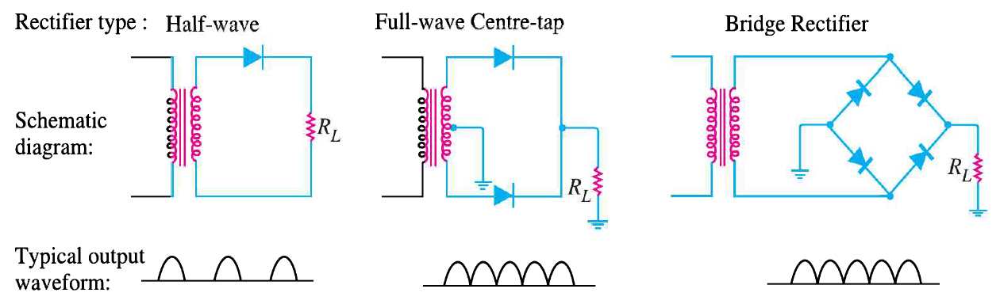 Rectifier type : Half-wave Full-wave Centre-tap Bridge Rectifier
Schematic
diagram:
R_L
R_L
R_L
Typical output
waveform: